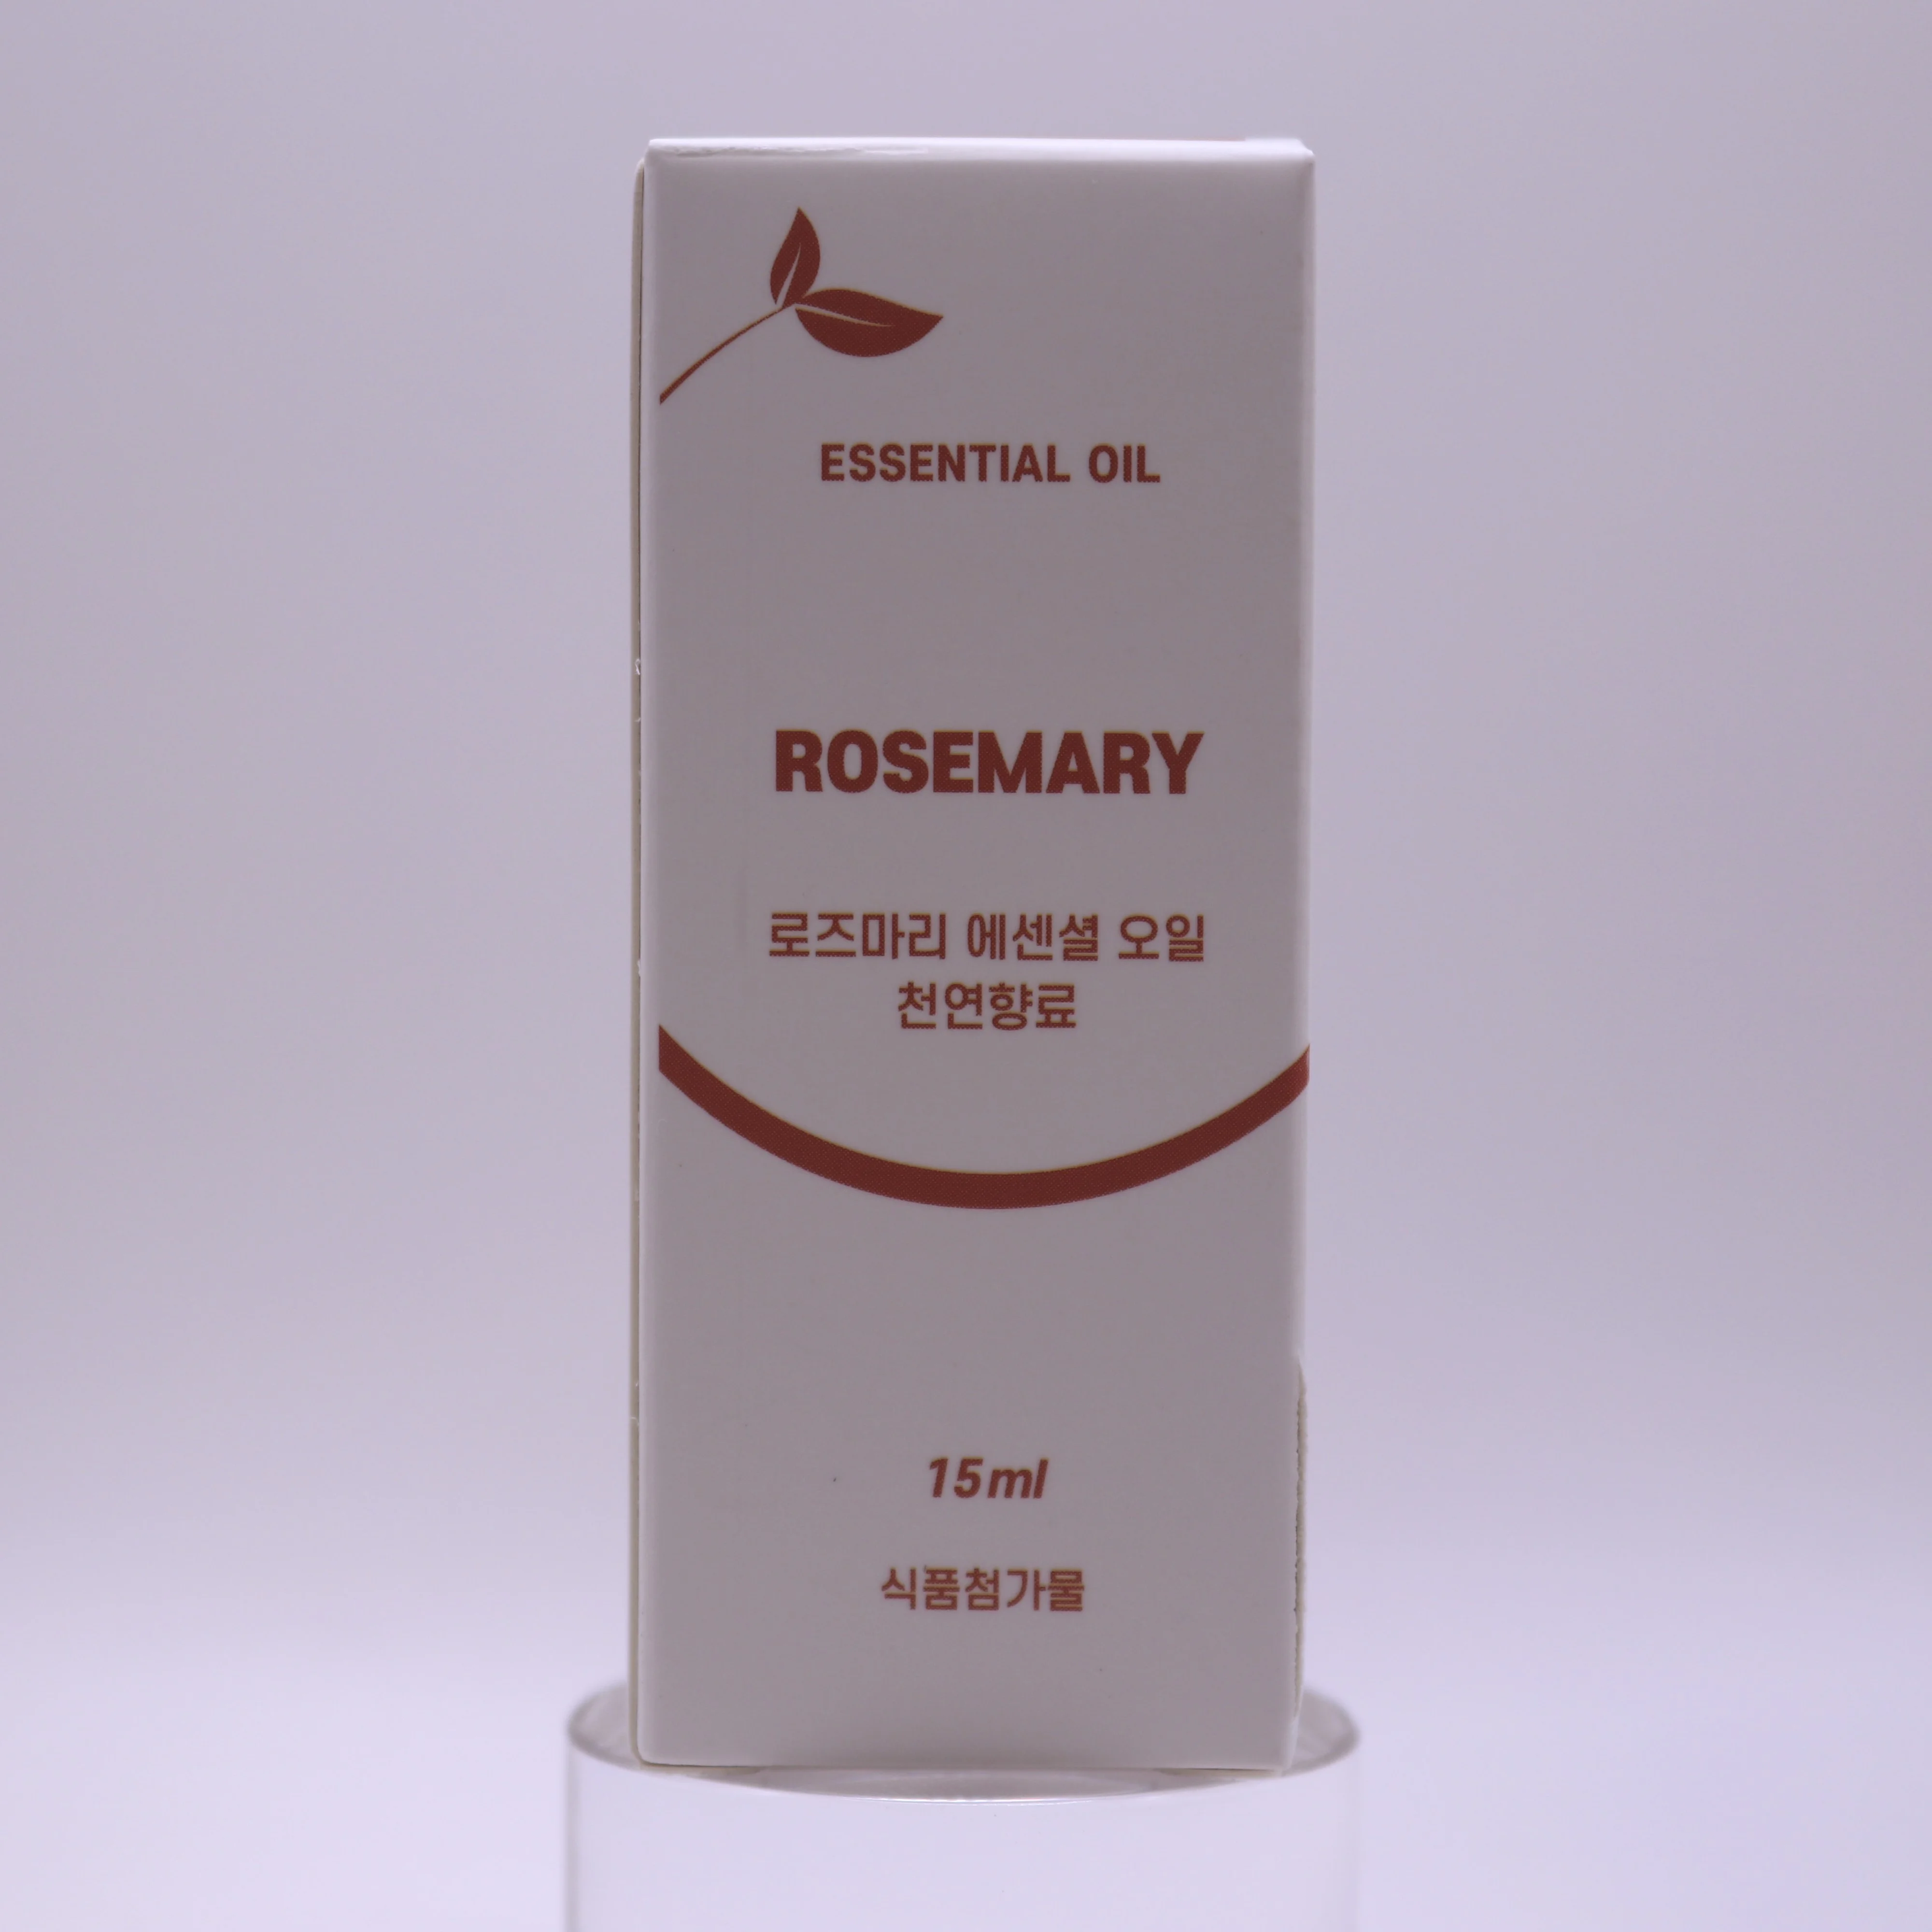 ESSENTIAL OIL
ROSEMARY
로즈마리 에센셜 오일
천연향료
15ml
식품첨가물